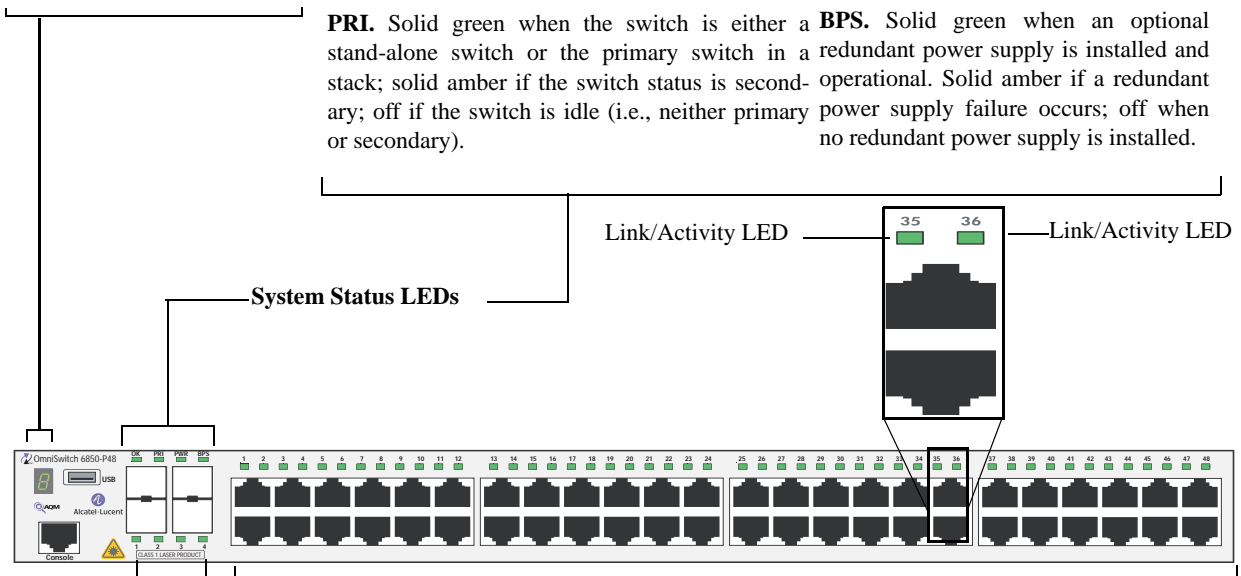 PRI. Solid green when the switch is either a
stand-alone switch or the primary switch in a
stack; solid amber if the switch status is second-
ary; off if the switch is idle (i.e., neither primary
or secondary).
BPS. Solid green when an optional
redundant power supply is installed and
operational. Solid amber if a redundant
power supply failure occurs; off when
no redundant power supply is installed.
35 36
Link/Activity LED
Link/Activity LED
System Status LEDs
OmniSwitch 6850-P48
OK PRI PWR BPS
8
USB
AQM
Alcatel·Lucent
Console
1 2 3 4
CLASS 1 LASER PRODUCT
1 2 3 4 5 6 7 8 9 10 11 12
13 14 15 16 17 18 19 20 21 22 23 24
25 26 27 28 29 30 31 32 33 34 35 36
37 38 39 40 41 42 43 44 45 46 47 48